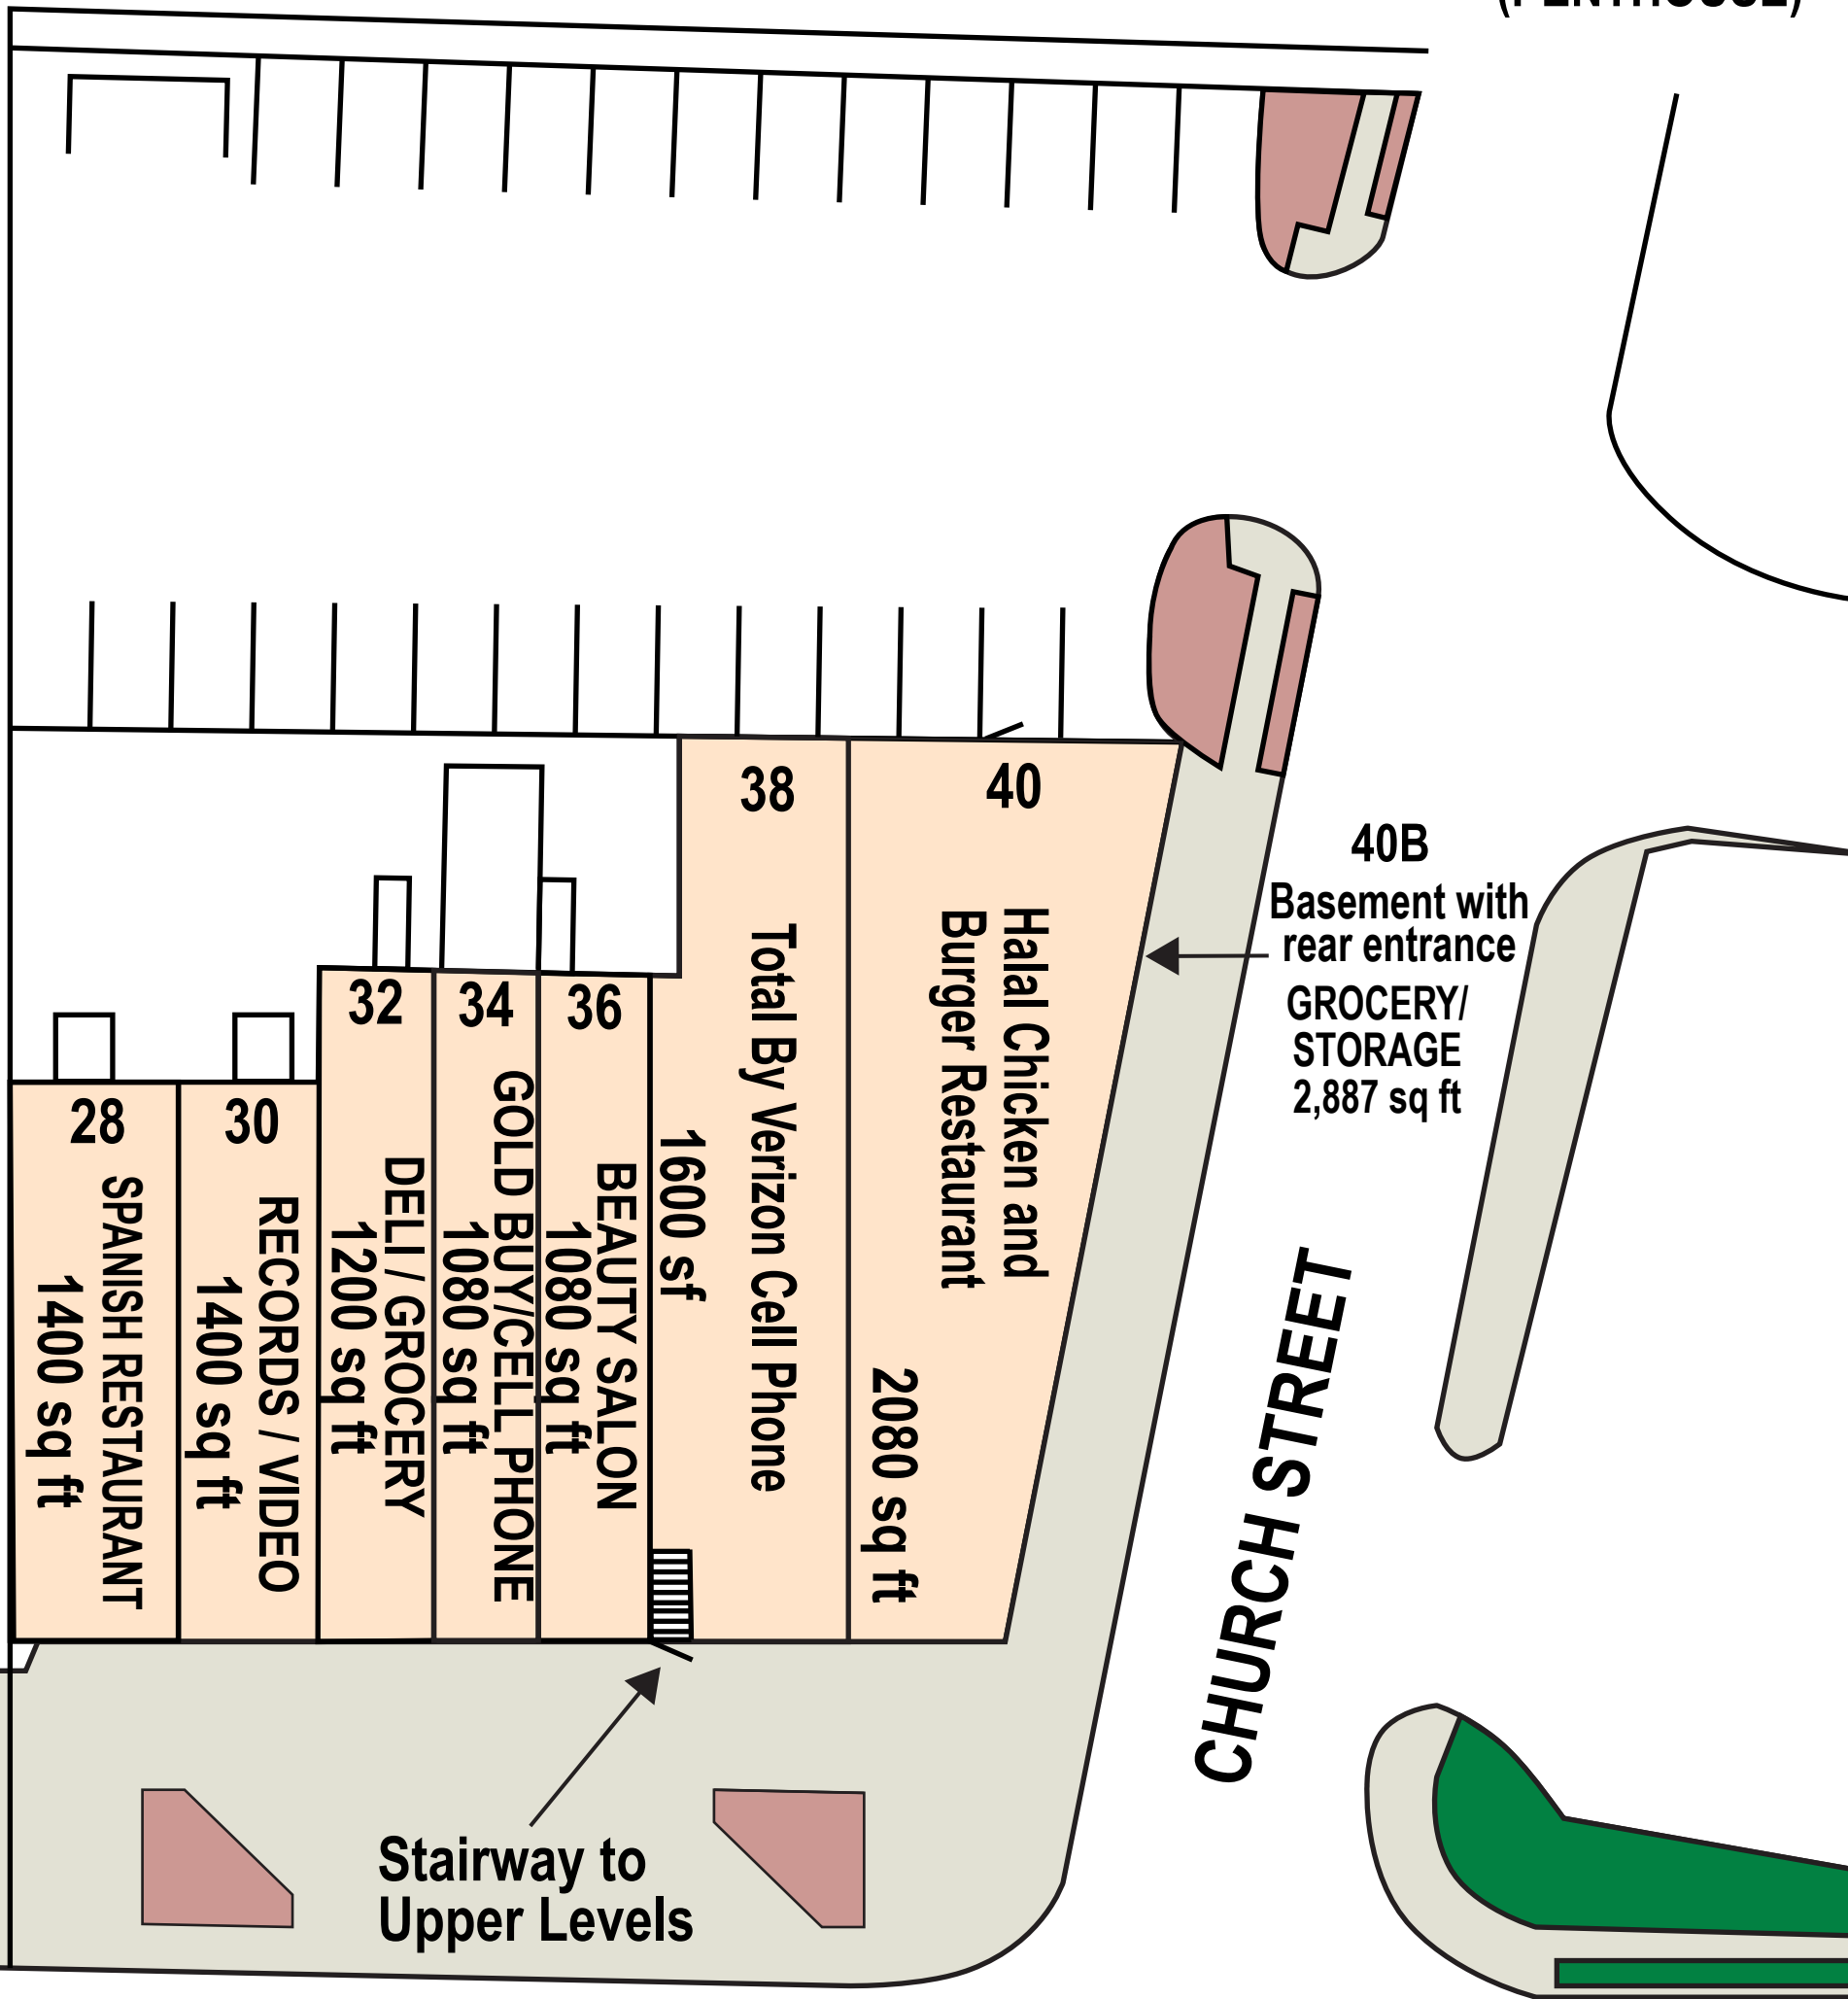 (PENTHOUSE)
38
40
Total By Verizon Cell Phone
1600 sf
Halal Chicken and
Burger Restaurant
2080 sq ft
40B
Basement with
rear entrance
GROCERY/
STORAGE
2,887 sq ft
32
DELI / GROCERY
1200 sq ft
34
GOLD BUY/CELL PHONE
1080 sq ft
36
BEAUTY SALON
1080 sq ft
28
SPANISH RESTAURANT
1400 sq ft
30
RECORDS / VIDEO
1400 sq ft
CHURCH STREET
Stairway to
Upper Levels